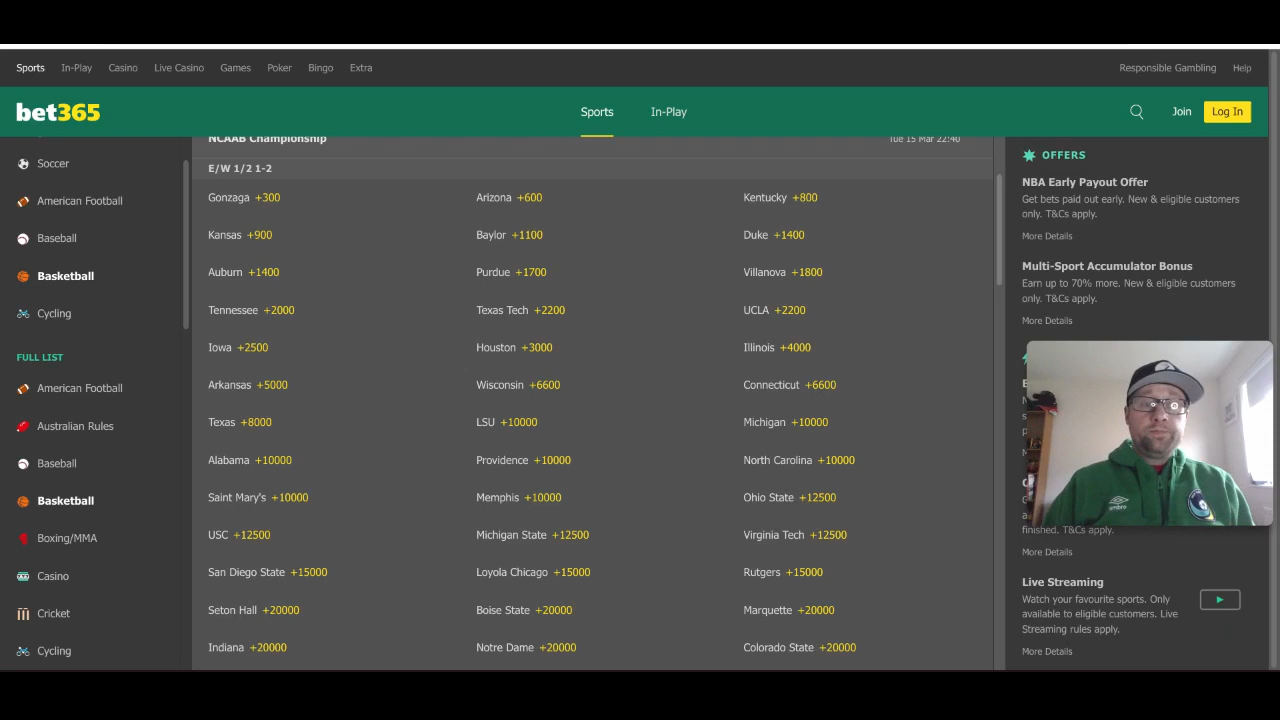 Sports In-Play Casino Live Casino Games Poker Bingo Extra Responsible Gambling Help
bet365 Sports In-Play Join Log In
NCAAB Championship Tue 15 Mar 22:40
E/W 1/2 1-2
Gonzaga +300 Arizona +600 Kentucky +800
Kansas +900 Baylor +1100 Duke +1400
Auburn +1400 Purdue +1700 Villanova +1800
Tennessee +2000 Texas Tech +2200 UCLA +2200
Iowa +2500 Houston +3000 Illinois +4000
Arkansas +5000 Wisconsin +6600 Connecticut +6600
Texas +8000 LSU +10000 Michigan +10000
Alabama +10000 Providence +10000 North Carolina +10000
Saint Mary's +10000 Memphis +10000 Ohio State +12500
USC +12500 Michigan State +12500 Virginia Tech +12500
San Diego State +15000 Loyola Chicago +15000 Rutgers +15000
Seton Hall +20000 Boise State +20000 Marquette +20000
Indiana +20000 Notre Dame +20000 Colorado State +20000
Soccer
American Football
Baseball
Basketball
Cycling
FULL LIST
American Football
Australian Rules
Baseball
Basketball
Boxing/MMA
Casino
Cricket
Cycling
OFFERS
NBA Early Payout Offer
Get bets paid out early. New & eligible customers
only. T&Cs apply.
More Details
Multi-Sport Accumulator Bonus
Earn up to 70% more. New & eligible customers
only. T&Cs apply.
More Details
umbro
finished. T&Cs apply.
More Details
Live Streaming
Watch your favourite sports. Only
available to eligible customers. Live
Streaming rules apply.
More Details